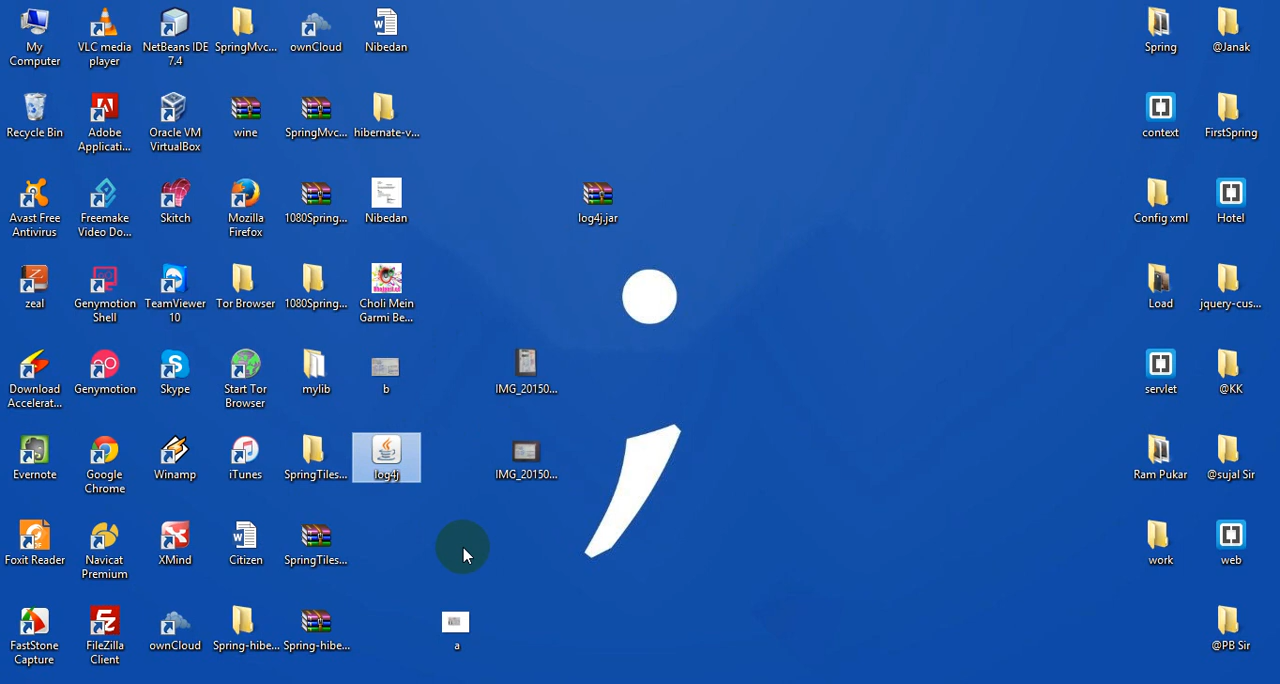 My Computer
VLC media player
NetBeans IDE 7.4
SpringMvc...
ownCloud
Nibedan
Spring
@Janak
Recycle Bin
Adobe Applicati...
Oracle VM VirtualBox
wine
SpringMvc...
hibernate-v...
context
FirstSpring
Avast Free Antivirus
Freemake Video Do...
Skitch
Mozilla Firefox
1080Spring...
Nibedan
log4j.jar
Config xml
Hotel
zeal
Genymotion Shell
TeamViewer 10
Tor Browser
1080Spring...
Choli Mein Garmi Be...
Load
jquery-cus...
Download Accelerat...
Genymotion
Skype
Start Tor Browser
mylib
b
IMG_20150...
servlet
@KK
Evernote
Google Chrome
Winamp
iTunes
SpringTiles...
log4j
IMG_20150...
Ram Pukar
@sujal Sir
Foxit Reader
Navicat Premium
XMind
Citizen
SpringTiles...
work
web
FastStone Capture
FileZilla Client
ownCloud
Spring-hibe...
Spring-hibe...
a
@PB Sir